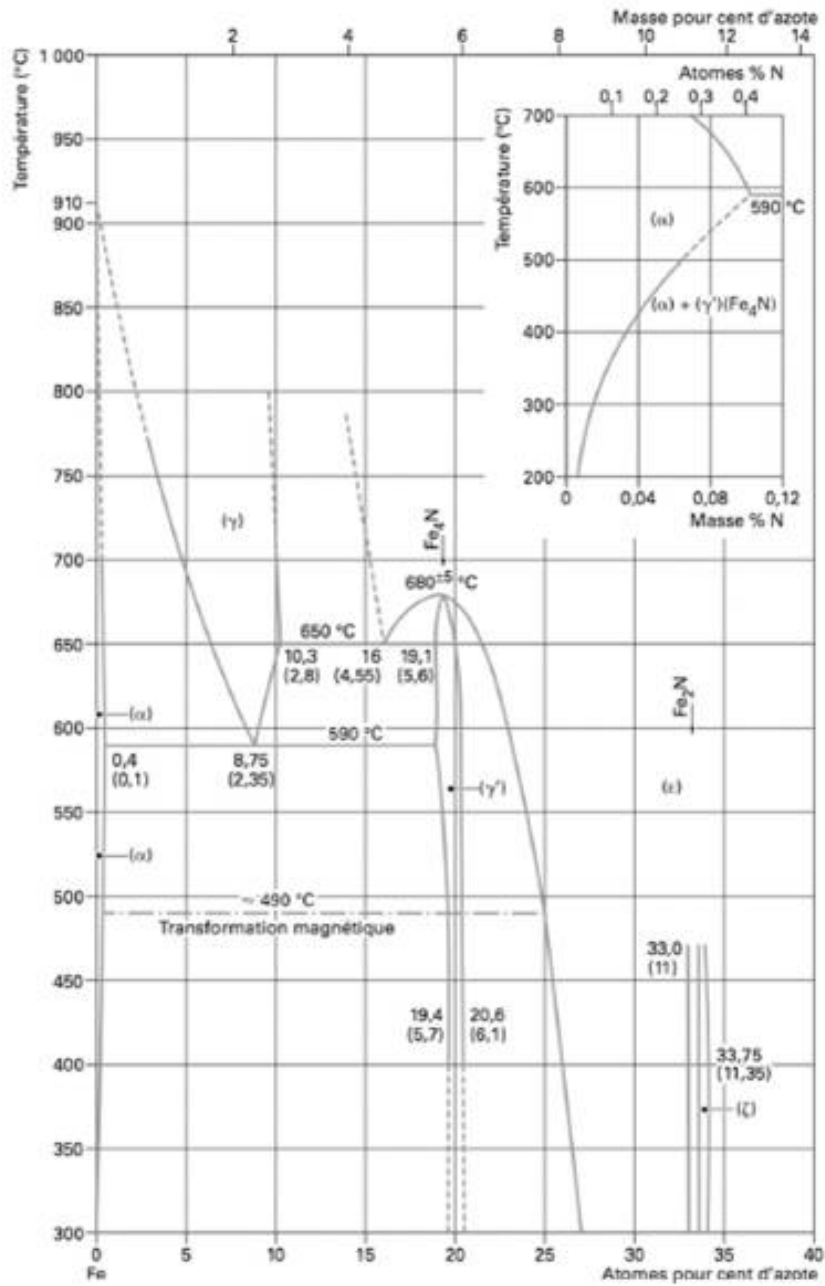 Masse pour cent d'azote
2 4 6 8 10 12 14
Température (°C)
1 000
950
910
900
850
800
750
700
650
600
550
500
450
400
350
300
Atomes % N
0,1 0,2 0,3 0,4
Température (°C)
700
600
500
400
300
200
590 °C
(α)
(α) + (γ')(Fe₄N)
0 0,04 0,08 0,12
Masse % N
(γ)
Fe₄N
680±5 °C
650 °C
10,3 16 19,1
(2,8) (4,55) (5,6)
Fe₂N
(α)
590 °C
0,4 8,75
(0,1) (2,35)
(γ')
(ε)
(α)
~ 490 °C
Transformation magnétique
33,0
(11)
19,4 20,6
(5,7) (6,1)
33,75
(11,35)
(ζ)
0 5 10 15 20 25 30 35 40
Fe
Atomes pour cent d'azote